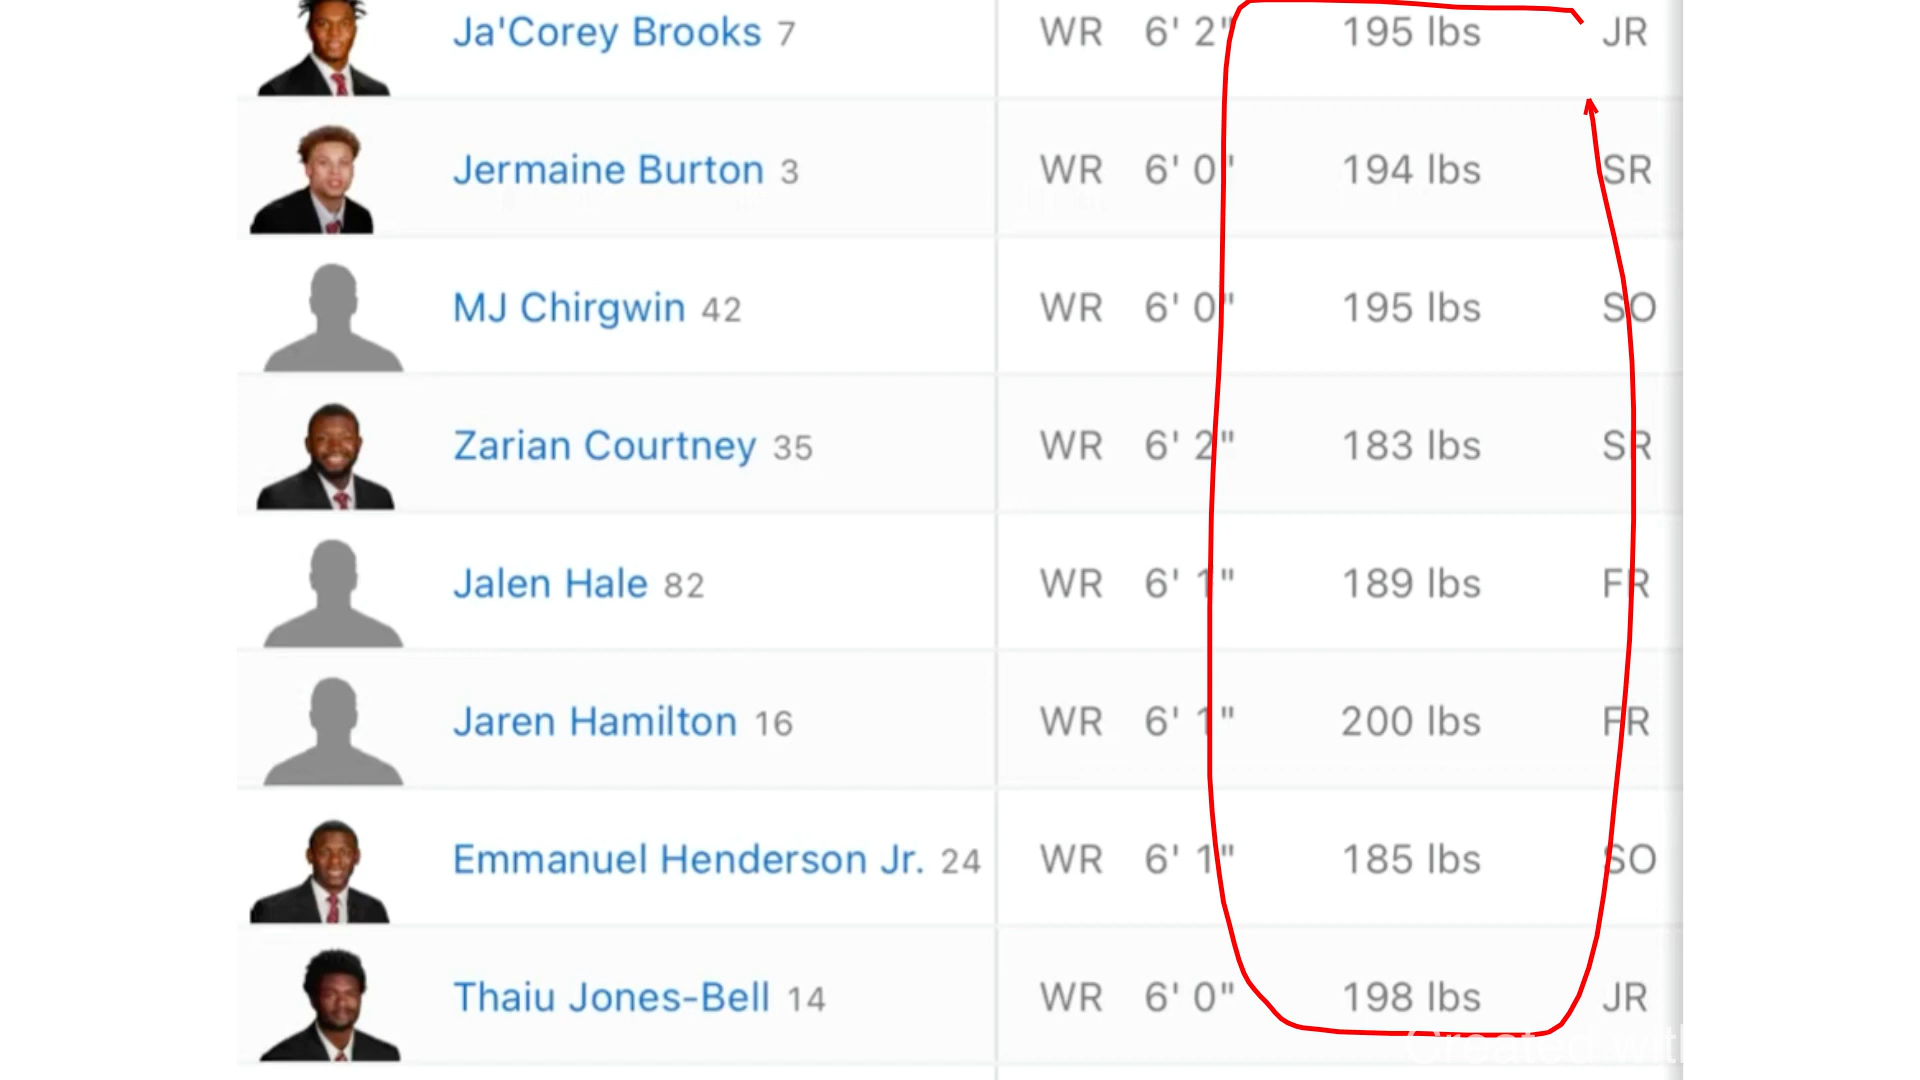 Ja'Corey Brooks 7 WR 6' 2" 195 lbs JR
Jermaine Burton 3 WR 6' 0" 194 lbs SR
MJ Chirgwin 42 WR 6' 0" 195 lbs SO
Zarian Courtney 35 WR 6' 2" 183 lbs SR
Jalen Hale 82 WR 6' 1" 189 lbs FR
Jaren Hamilton 16 WR 6' 1" 200 lbs FR
Emmanuel Henderson Jr. 24 WR 6' 1" 185 lbs SO
Thaiu Jones-Bell 14 WR 6' 0" 198 lbs JR
Created with